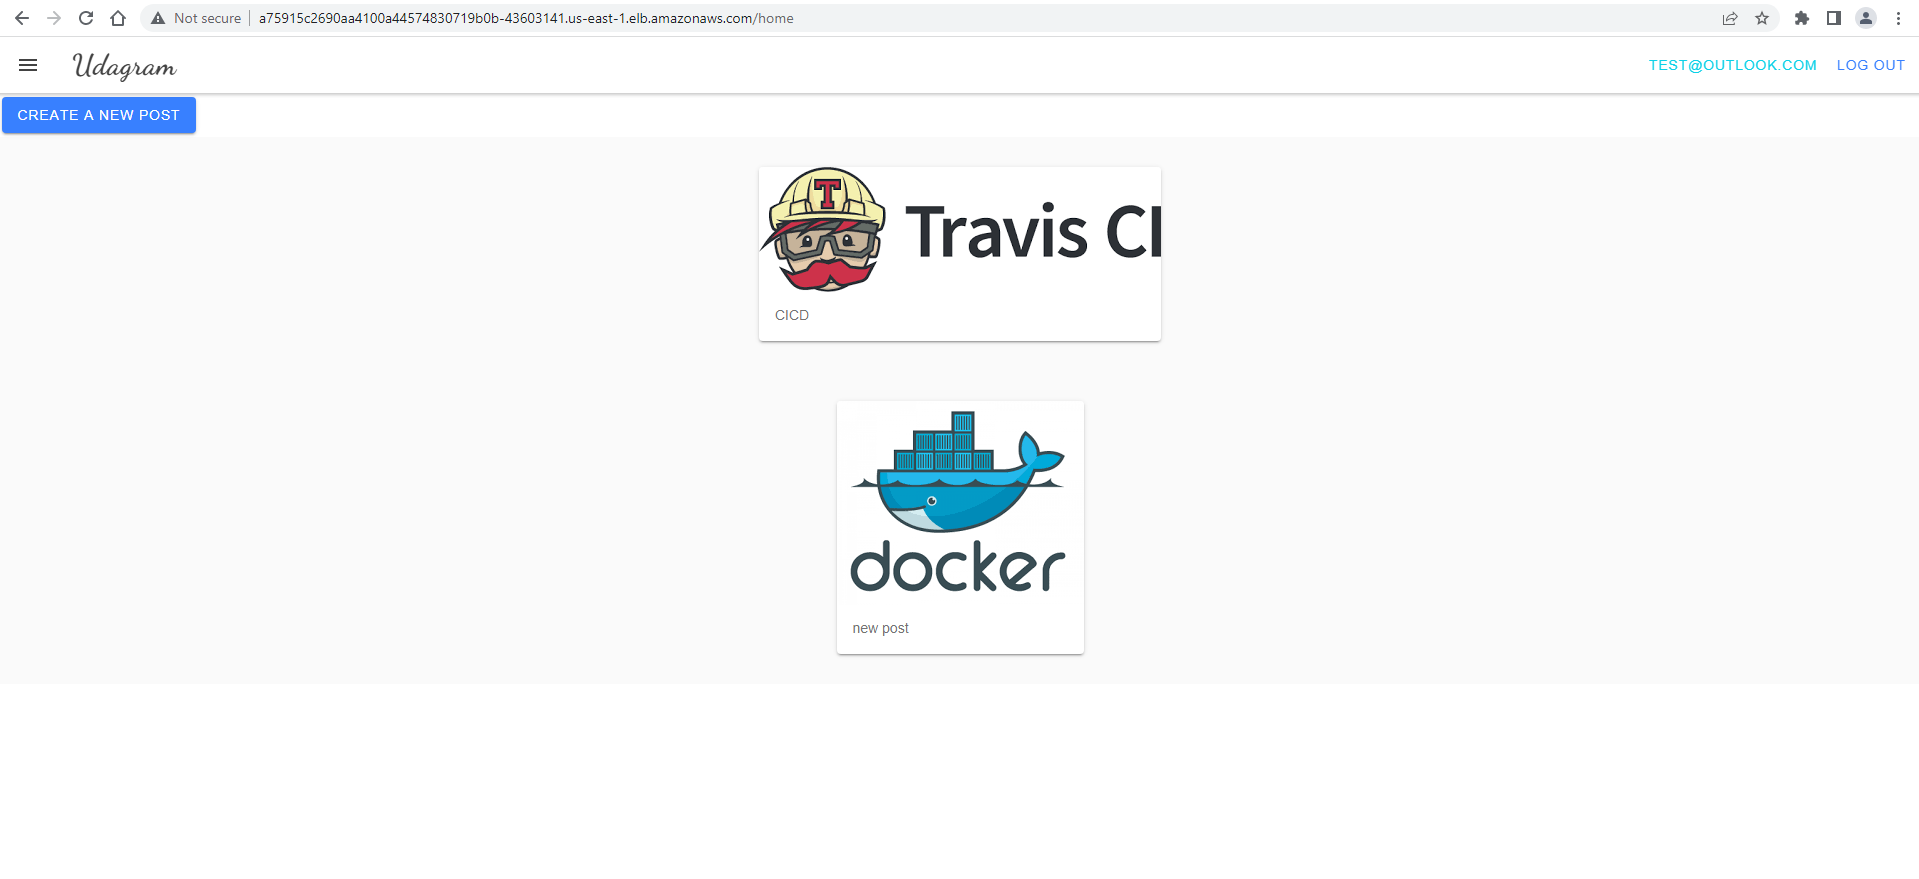 Not secure | a75915c2690aa4100a44574830719b0b-43603141.us-east-1.elb.amazonaws.com/home
Udagram
TEST@OUTLOOK.COM LOG OUT
CREATE A NEW POST
T
Travis CI
CICD
docker
new post